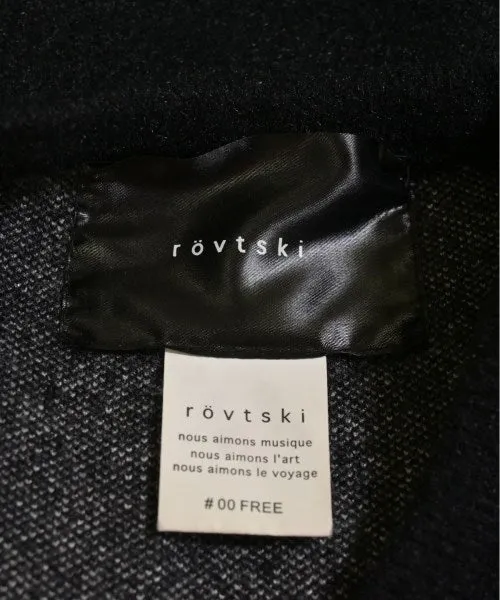 rövtski
rövtski
nous aimons musique
nous aimons l'art
nous aimons le voyage
# 00 FREE